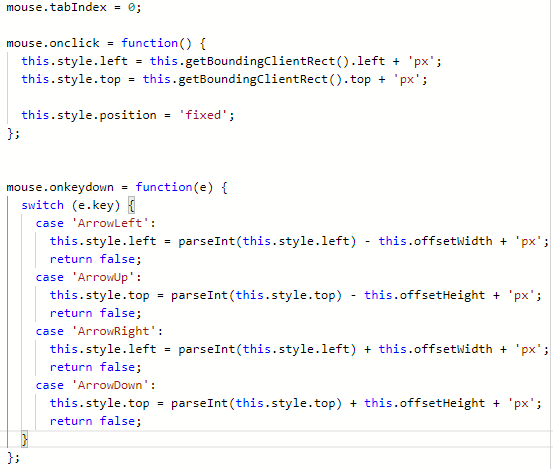 mouse.tabIndex = 0;
mouse.onclick = function() {
this.style.left = this.getBoundingClientRect().left + 'px';
this.style.top = this.getBoundingClientRect().top + 'px';
this.style.position = 'fixed';
};
mouse.onkeydown = function(e) {
switch (e.key) {
case 'ArrowLeft':
this.style.left = parseInt(this.style.left) - this.offsetWidth + 'px';
return false;
case 'ArrowUp':
this.style.top = parseInt(this.style.top) - this.offsetHeight + 'px';
return false;
case 'ArrowRight':
this.style.left = parseInt(this.style.left) + this.offsetWidth + 'px';
return false;
case 'ArrowDown':
this.style.top = parseInt(this.style.top) + this.offsetHeight + 'px';
return false;
}
};